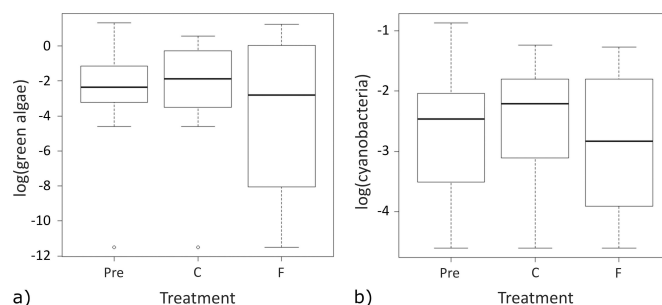 log(green algae)
0
-2
-4
-6
-8
-10
-12
Pre C F
a) Treatment
log(cyanobacteria)
-1
-2
-3
-4
Pre C F
b) Treatment